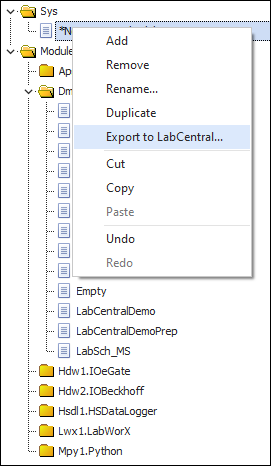 Sys
*N
Add
Module
Remove
Ap
Rename...
Dm
Duplicate
Export to LabCentral...
Cut
Copy
Paste
Undo
Redo
Empty
LabCentralDemo
LabCentralDemoPrep
LabSch_MS
Hdw1.IOeGate
Hdw2.IOBeckhoff
Hsdl1.HSDataLogger
Lwx1.LabWorX
Mpy1.Python